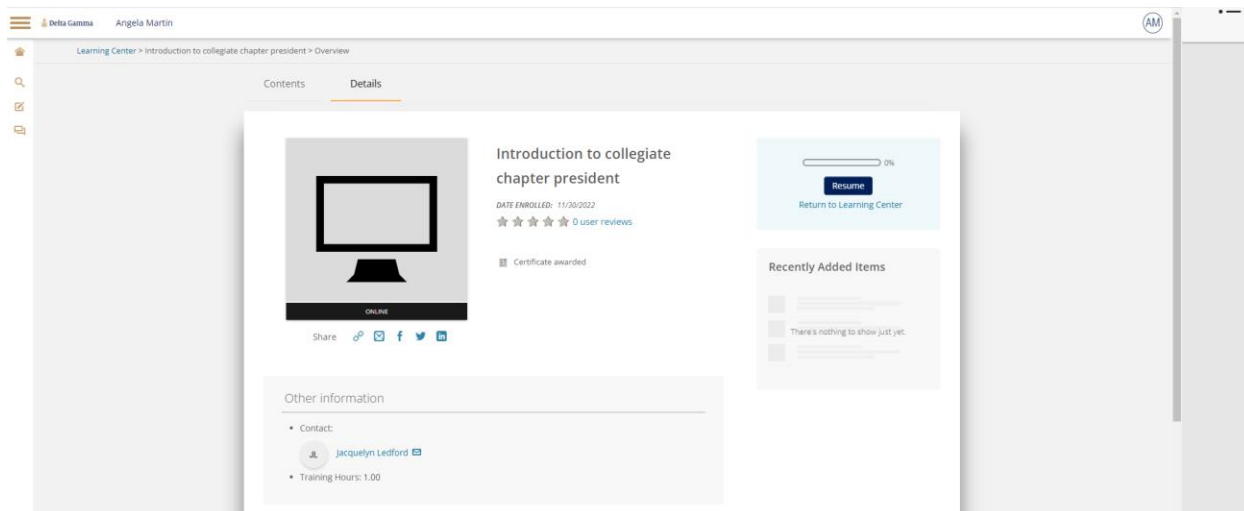 Delta Gamma Angela Martin AM
Learning Center > Introduction to collegiate chapter president > Overview
Contents Details
Introduction to collegiate
chapter president
DATE ENROLLED: 11/30/2022
0 user reviews
Certificate awarded
ONLINE
Share
0%
Resume
Return to Learning Center
Recently Added Items
There's nothing to show just yet.
Other information
• Contact:
Jacquelyn Ledford
• Training Hours: 1.00